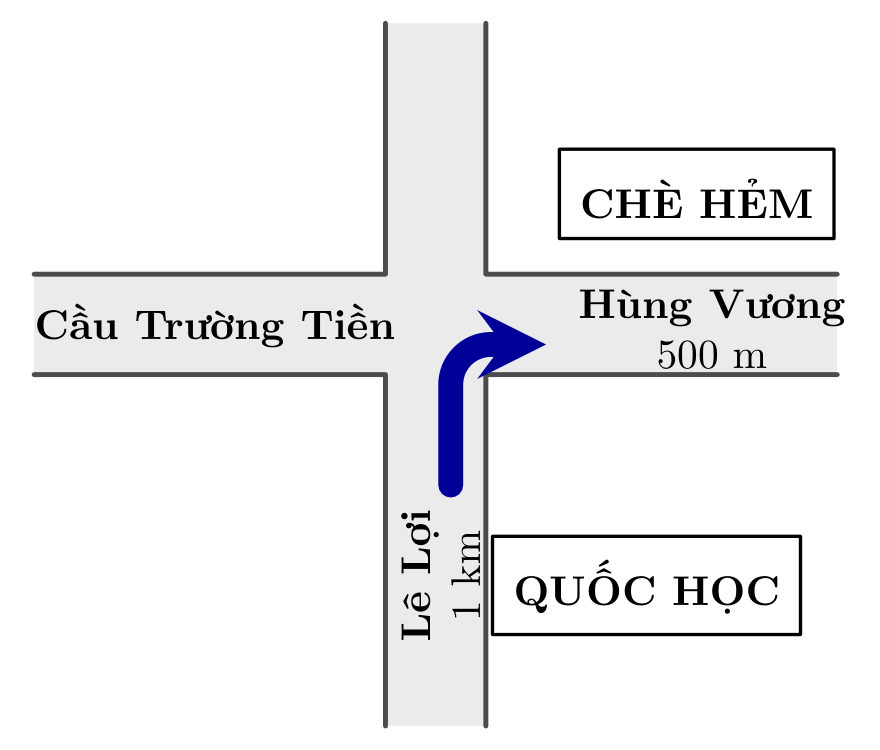 CHÈ HẺM
Cầu Trường Tiền
Hùng Vương
500 m
Lê Lợi
1 km
QUỐC HỌC